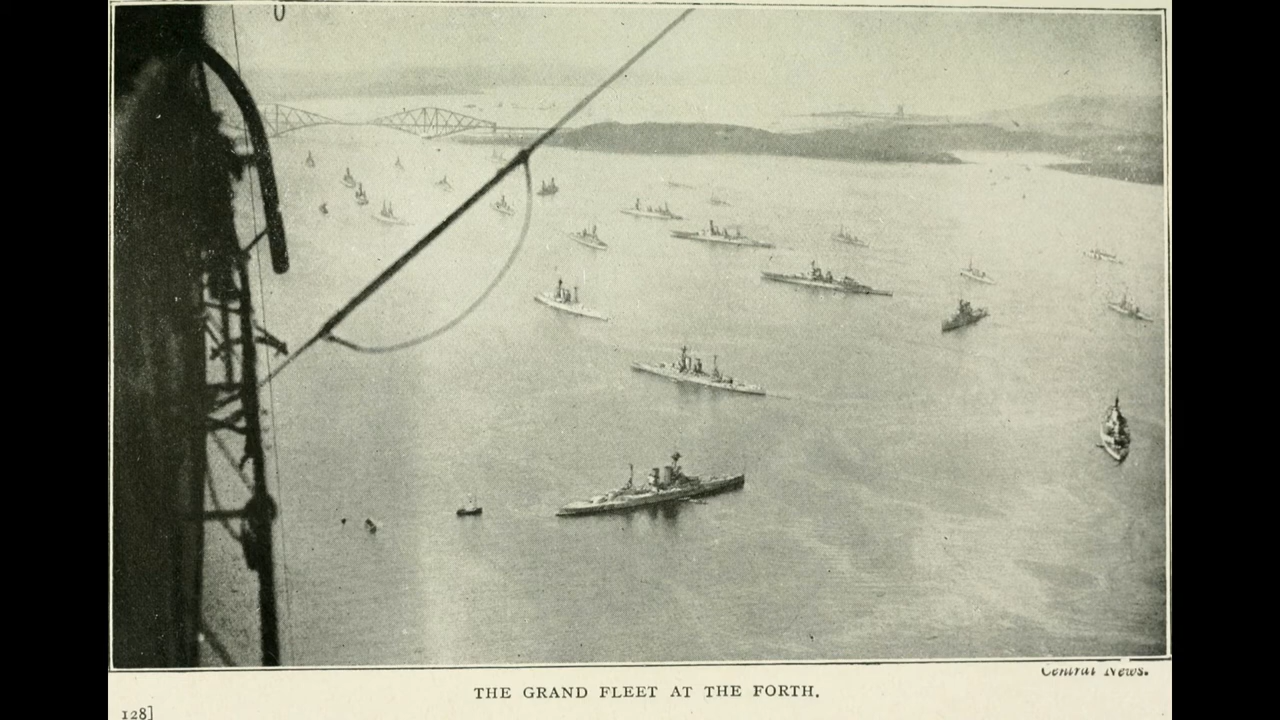 Central News.
THE GRAND FLEET AT THE FORTH.
128]